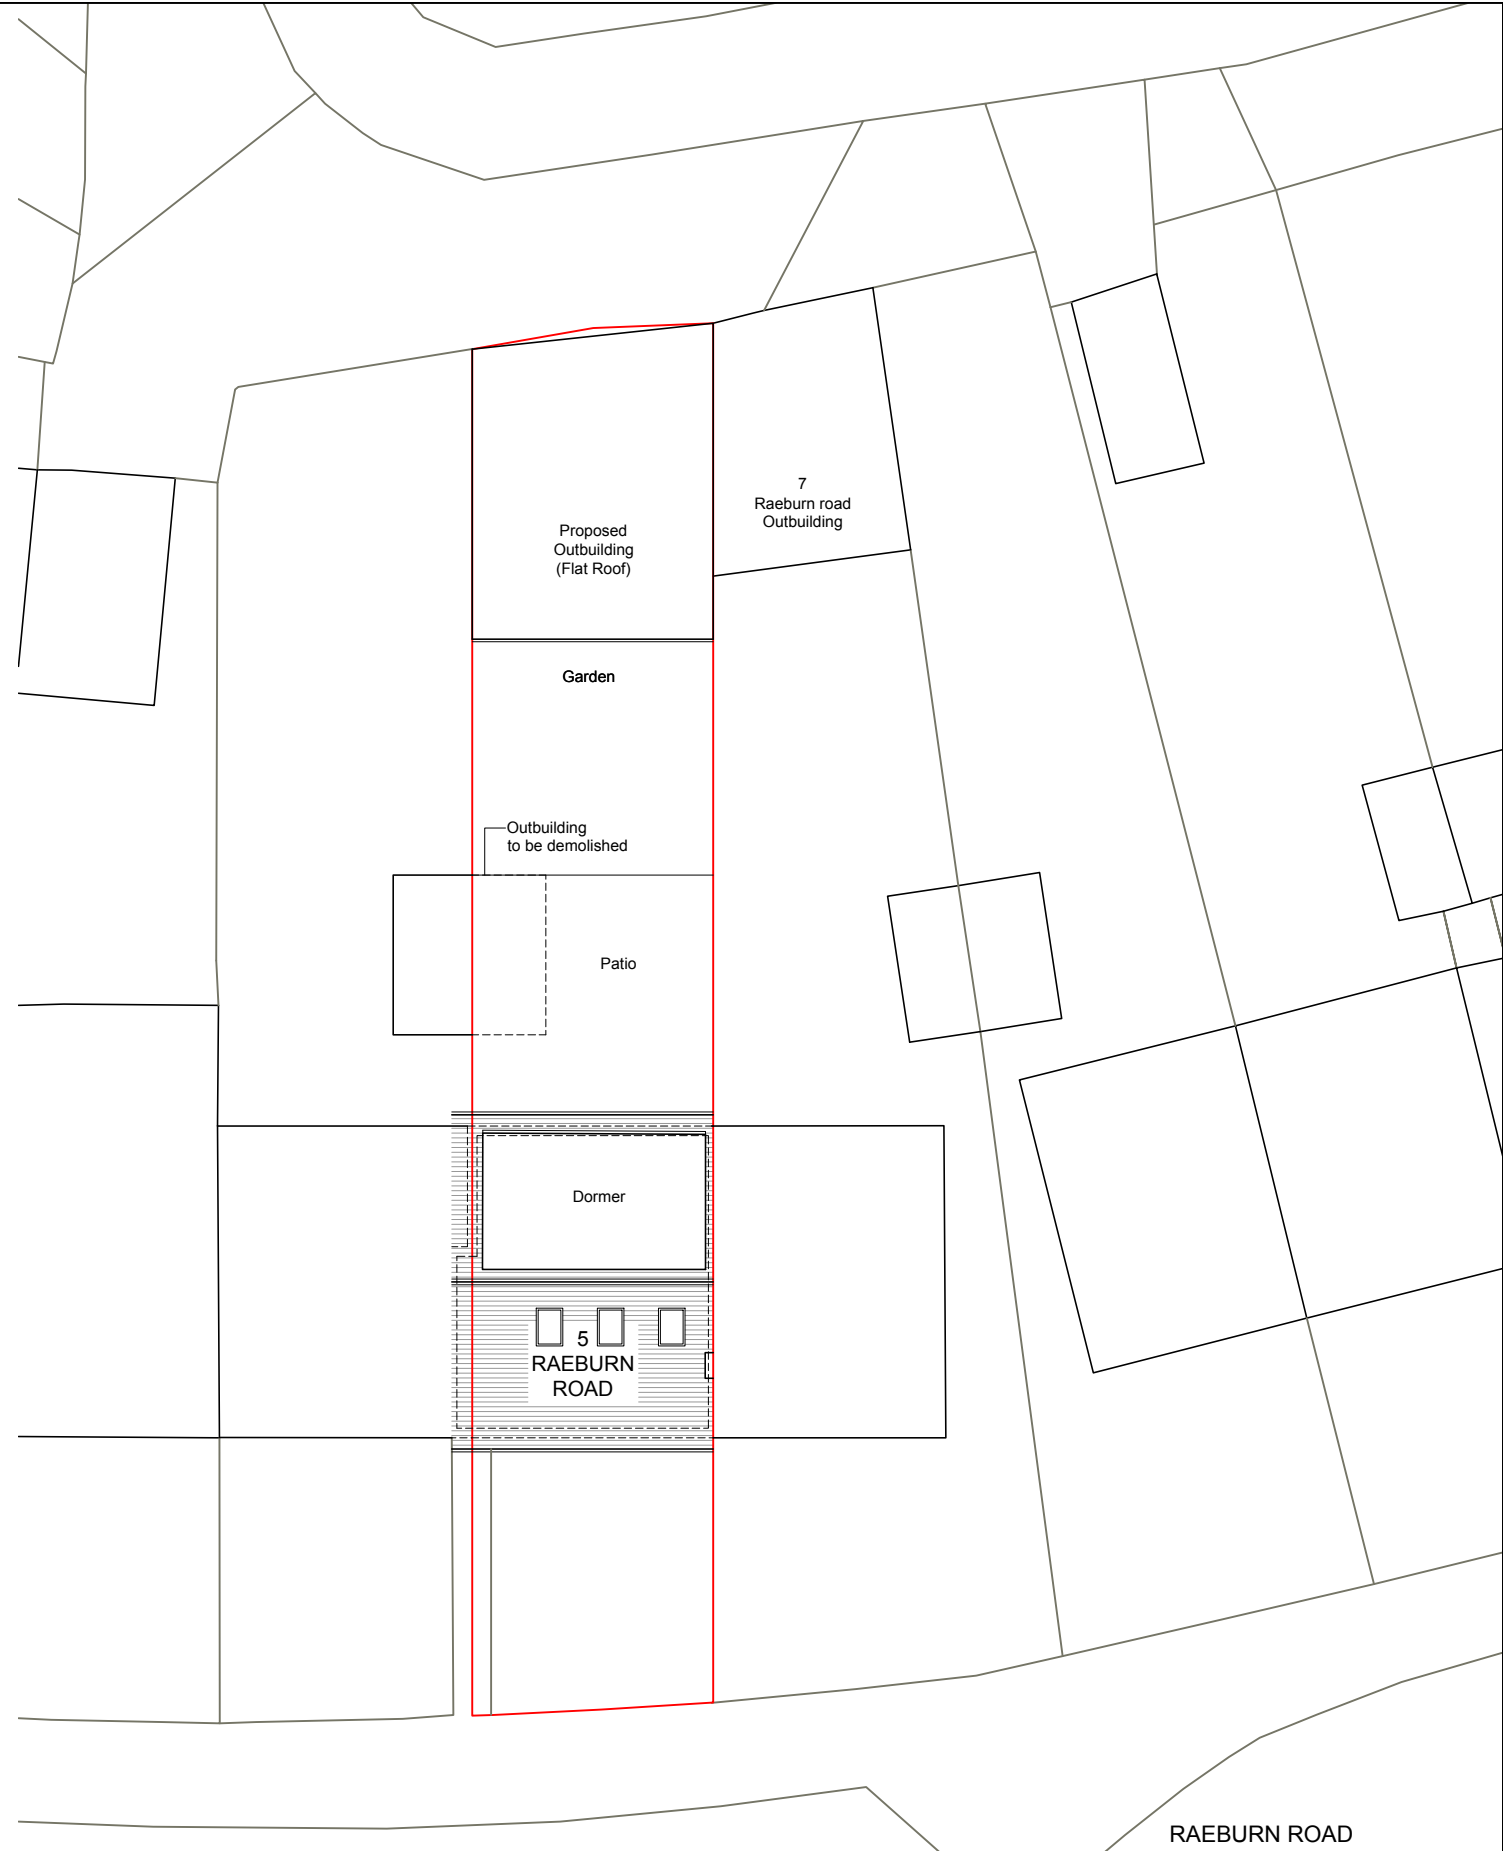 7
Raeburn road
Outbuilding
Proposed
Outbuilding
(Flat Roof)
Garden
Outbuilding
to be demolished
Patio
Dormer
5
RAEBURN
ROAD
RAEBURN ROAD